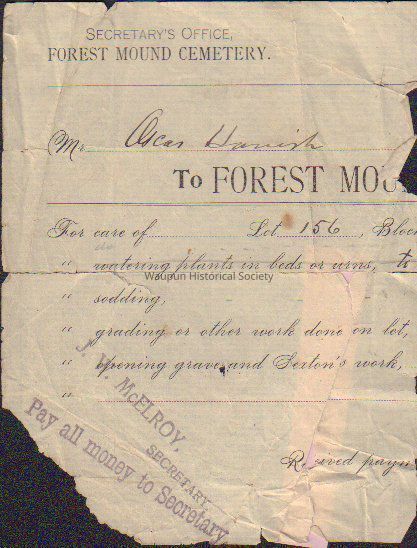 SECRETARY'S OFFICE,
FOREST MOUND CEMETERY.
Mr. Oscar Hanish
To FOREST MOU
For care of Lot 156, Block
" watering plants in beds or urns,
Waupun Historical Society
" sodding,
" grading or other work done on lot,
" opening grave and Sexton's work,
"
J. W. McELROY,
SECRETARY
Pay all money to Secretary
Received paym